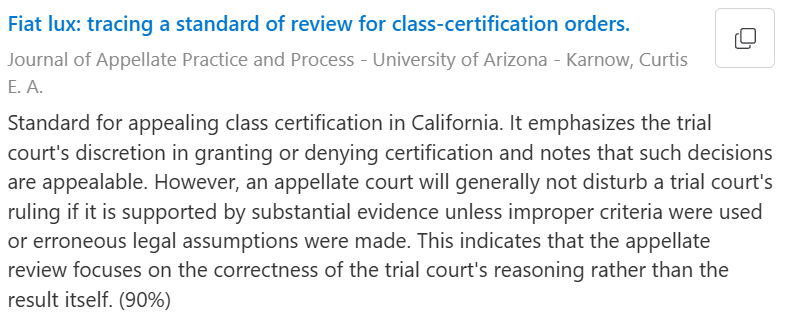 Fiat lux: tracing a standard of review for class-certification orders.
Journal of Appellate Practice and Process - University of Arizona - Karnow, Curtis
E. A.
Standard for appealing class certification in California. It emphasizes the trial
court's discretion in granting or denying certification and notes that such decisions
are appealable. However, an appellate court will generally not disturb a trial court's
ruling if it is supported by substantial evidence unless improper criteria were used
or erroneous legal assumptions were made. This indicates that the appellate
review focuses on the correctness of the trial court's reasoning rather than the
result itself. (90%)